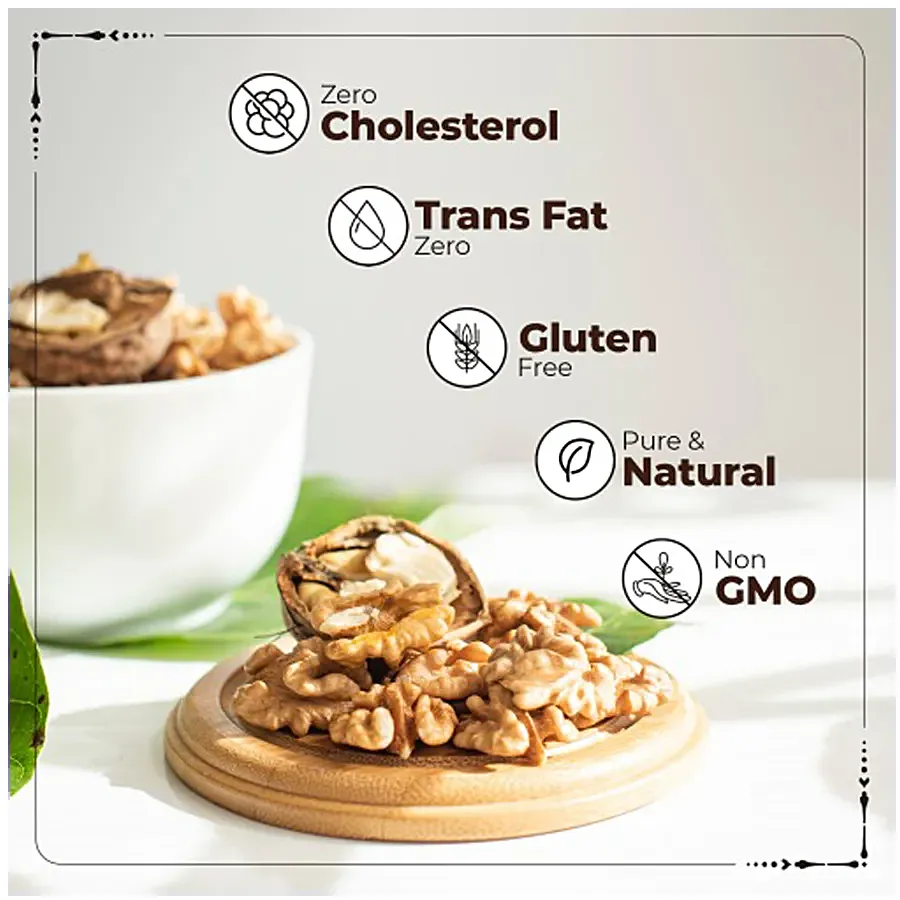 Zero
Cholesterol
Trans Fat
Zero
Gluten
Free
Pure &
Natural
Non
GMO